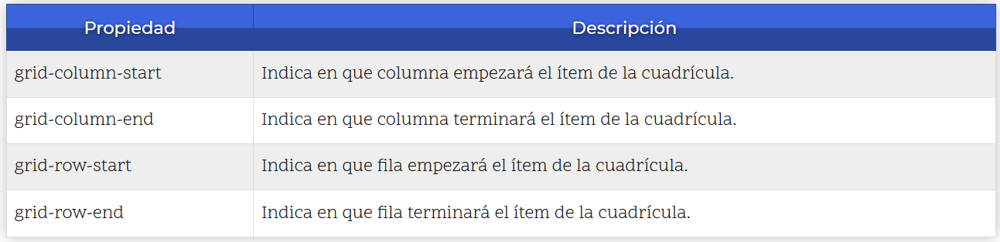 Propiedad Descripción
grid-column-start Indica en que columna empezará el ítem de la cuadrícula.
grid-column-end Indica en que columna terminará el ítem de la cuadrícula.
grid-row-start Indica en que fila empezará el ítem de la cuadrícula.
grid-row-end Indica en que fila terminará el ítem de la cuadrícula.